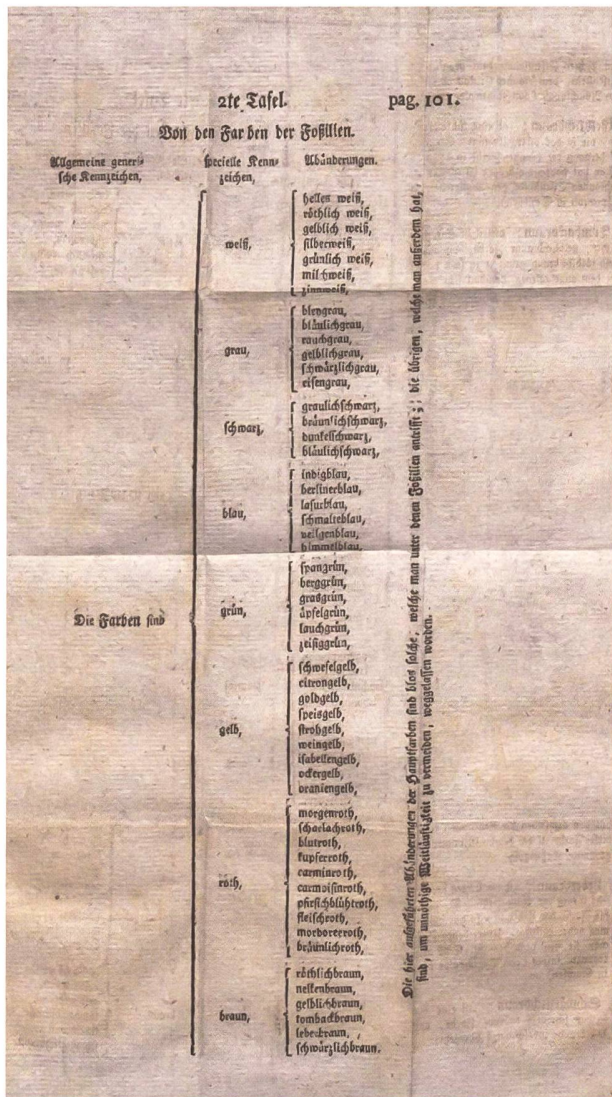 2te Tafel. pag. 101.
Von den Farben der Foßilien.
Allgemeine generi-
sche Kennzeichen,
specielle Kenn-
zeichen,
Abänderungen.
Die Farben sind
weiß,
helles weiß,
röthlich weiß,
gelblich weiß,
silberweiß,
grünlich weiß,
milchweiß,
zinnweiß,
grau,
bleygrau,
bläulichgrau,
rauchgrau,
gelblichgrau,
schwärzlichgrau,
eisengrau,
schwarz,
graulichschwarz,
bräunlichschwarz,
dunkelschwarz,
bläulichschwarz,
blau,
indigblau,
berlinerblau,
lasurblau,
schmalteblau,
veilgenblau,
himmelblau,
grün,
spangrün,
berggrün,
grasgrün,
äpfelgrün,
lauchgrün,
zeisiggrün,
gelb,
schwefelgelb,
citrongelb,
goldgelb,
speisgelb,
strohgelb,
weingelb,
isabellengelb,
ockergelb,
oraniengelb,
roth,
morgenroth,
scharlachroth,
blutroth,
kupferroth,
carminroth,
carmoisinroth,
pfirsichblühtroth,
fleischroth,
mordoreeroth,
bräunlichroth,
braun,
röthlichbraun,
nelkenbraun,
gelblichbraun,
tombackbraun,
leberbraun,
schwärzlichbraun.
Die hier aufgeführten Abänderungen der Hauptfarben sind blos solche, welche man unter denen Foßilien antrifft; die übrigen, welche man außerdem hat,
sind, um unnöthige Weitläuftigkeit zu vermeiden, weggelassen worden.